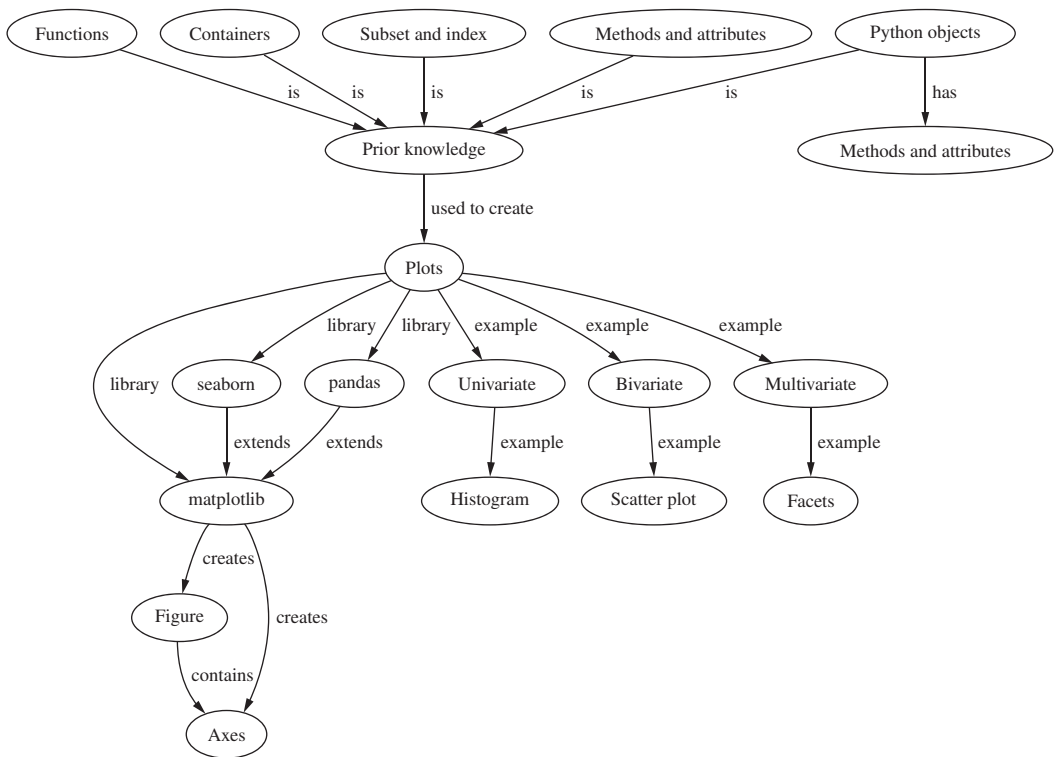 Functions
Containers
Subset and index
Methods and attributes
Python objects
is
is
is
is
is
has
Prior knowledge
Methods and attributes
used to create
Plots
library
library
library
example
example
example
seaborn
pandas
Univariate
Bivariate
Multivariate
extends
extends
example
example
example
matplotlib
Histogram
Scatter plot
Facets
creates
creates
Figure
contains
Axes